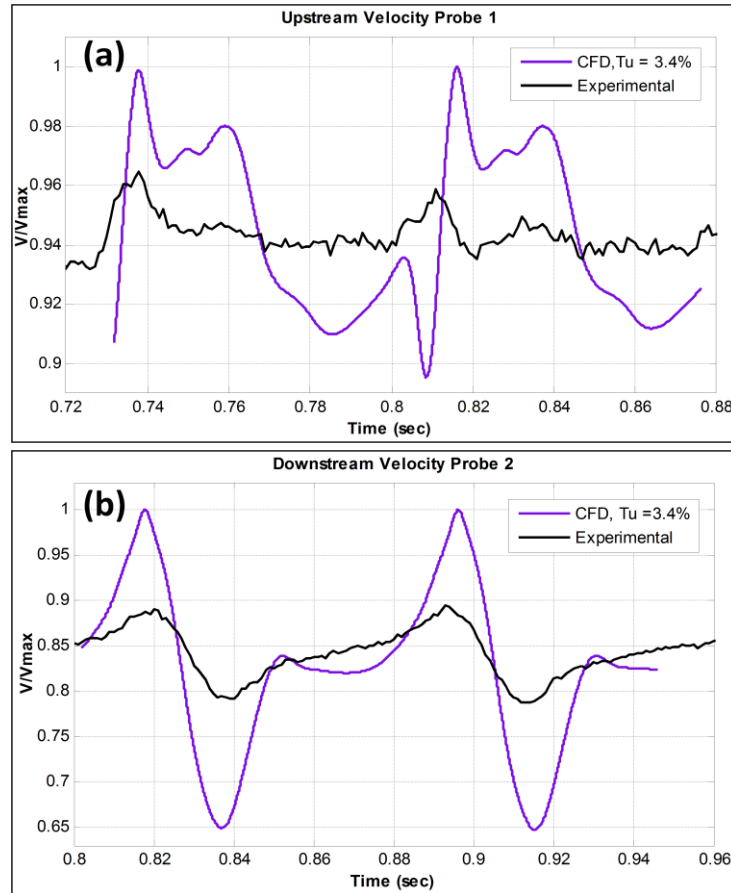 Upstream Velocity Probe 1
(a)
CFD,Tu = 3.4%
Experimental
1
0.98
0.96
0.94
0.92
0.9
V/Vmax
0.72 0.74 0.76 0.78 0.8 0.82 0.84 0.86 0.88
Time (sec)
Downstream Velocity Probe 2
(b)
CFD, Tu =3.4%
Experimental
1
0.95
0.9
0.85
0.8
0.75
0.7
0.65
V/Vmax
0.8 0.82 0.84 0.86 0.88 0.9 0.92 0.94 0.96
Time (sec)